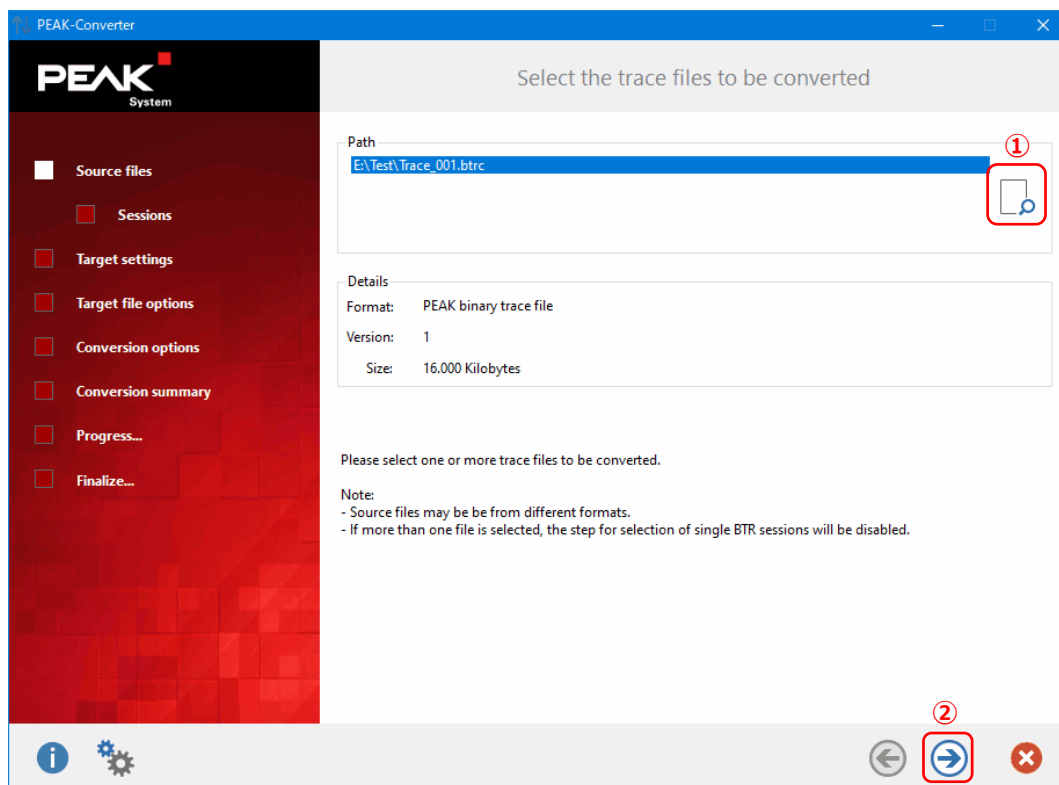 PEAK-Converter
PEAK
System
Select the trace files to be converted
Source files
Sessions
Target settings
Target file options
Conversion options
Conversion summary
Progress...
Finalize...
Path
①
E:\Test\Trace_001.btrc
Details
Format: PEAK binary trace file
Version: 1
Size: 16.000 Kilobytes
Please select one or more trace files to be converted.
Note:
- Source files may be be from different formats.
- If more than one file is selected, the step for selection of single BTR sessions will be disabled.
②